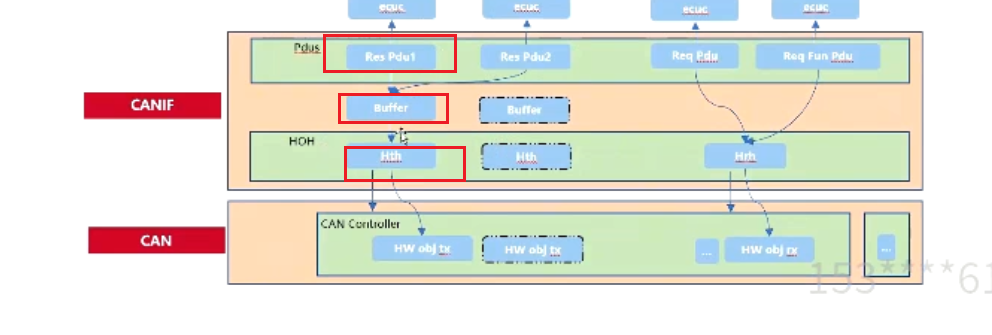 ecuc
ecuc
ecuc
ecuc
Pdus
Res Pdu1
Res Pdu2
Req Pdu
Req Fun Pdu
CANIF
Buffer
Buffer
HOH
Hth
Hth
Hrh
CAN Controller
CAN
HW obj tx
HW obj tx
...
HW obj rx
...
153****61